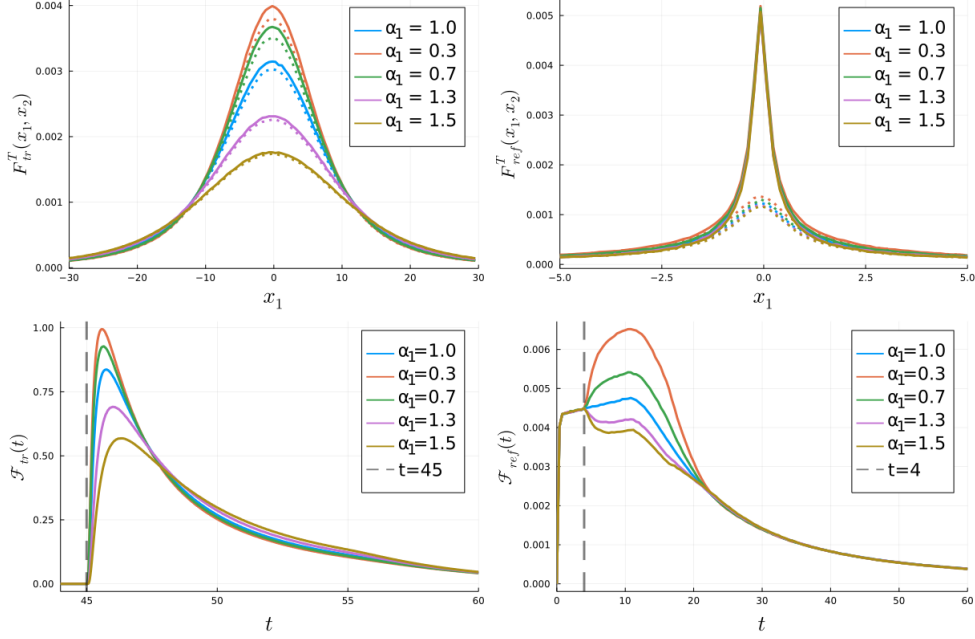 0.004
0.003
0.002
0.001
0.000
F^T_tr(x₁, x₂)
−30
−20
−10
0
10
20
30
x₁
α₁ = 1.0
α₁ = 0.3
α₁ = 0.7
α₁ = 1.3
α₁ = 1.5
0.005
0.004
0.003
0.002
0.001
0.000
F^T_ref(x₁, x₂)
−5.0
−2.5
0.0
2.5
5.0
x₁
α₁ = 1.0
α₁ = 0.3
α₁ = 0.7
α₁ = 1.3
α₁ = 1.5
1.00
0.75
0.50
0.25
0.00
ℱ_tr(t)
45
50
55
60
t
α₁=1.0
α₁=0.3
α₁=0.7
α₁=1.3
α₁=1.5
t=45
0.006
0.005
0.004
0.003
0.002
0.001
0.000
ℱ_ref(t)
0
10
20
30
40
50
60
t
α₁=1.0
α₁=0.3
α₁=0.7
α₁=1.3
α₁=1.5
t=4